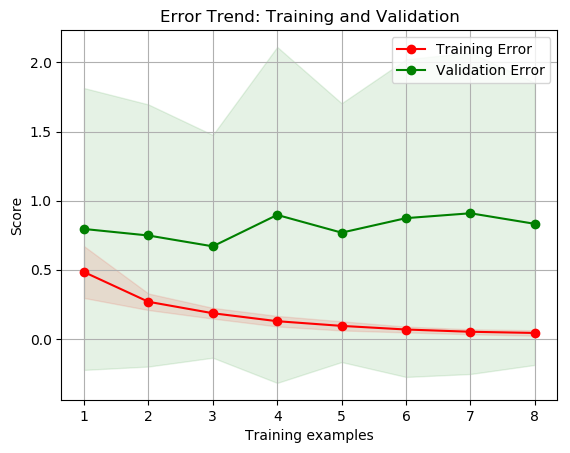 Error Trend: Training and Validation
Training Error
Validation Error
2.0
1.5
1.0
0.5
0.0
Score
1 2 3 4 5 6 7 8
Training examples